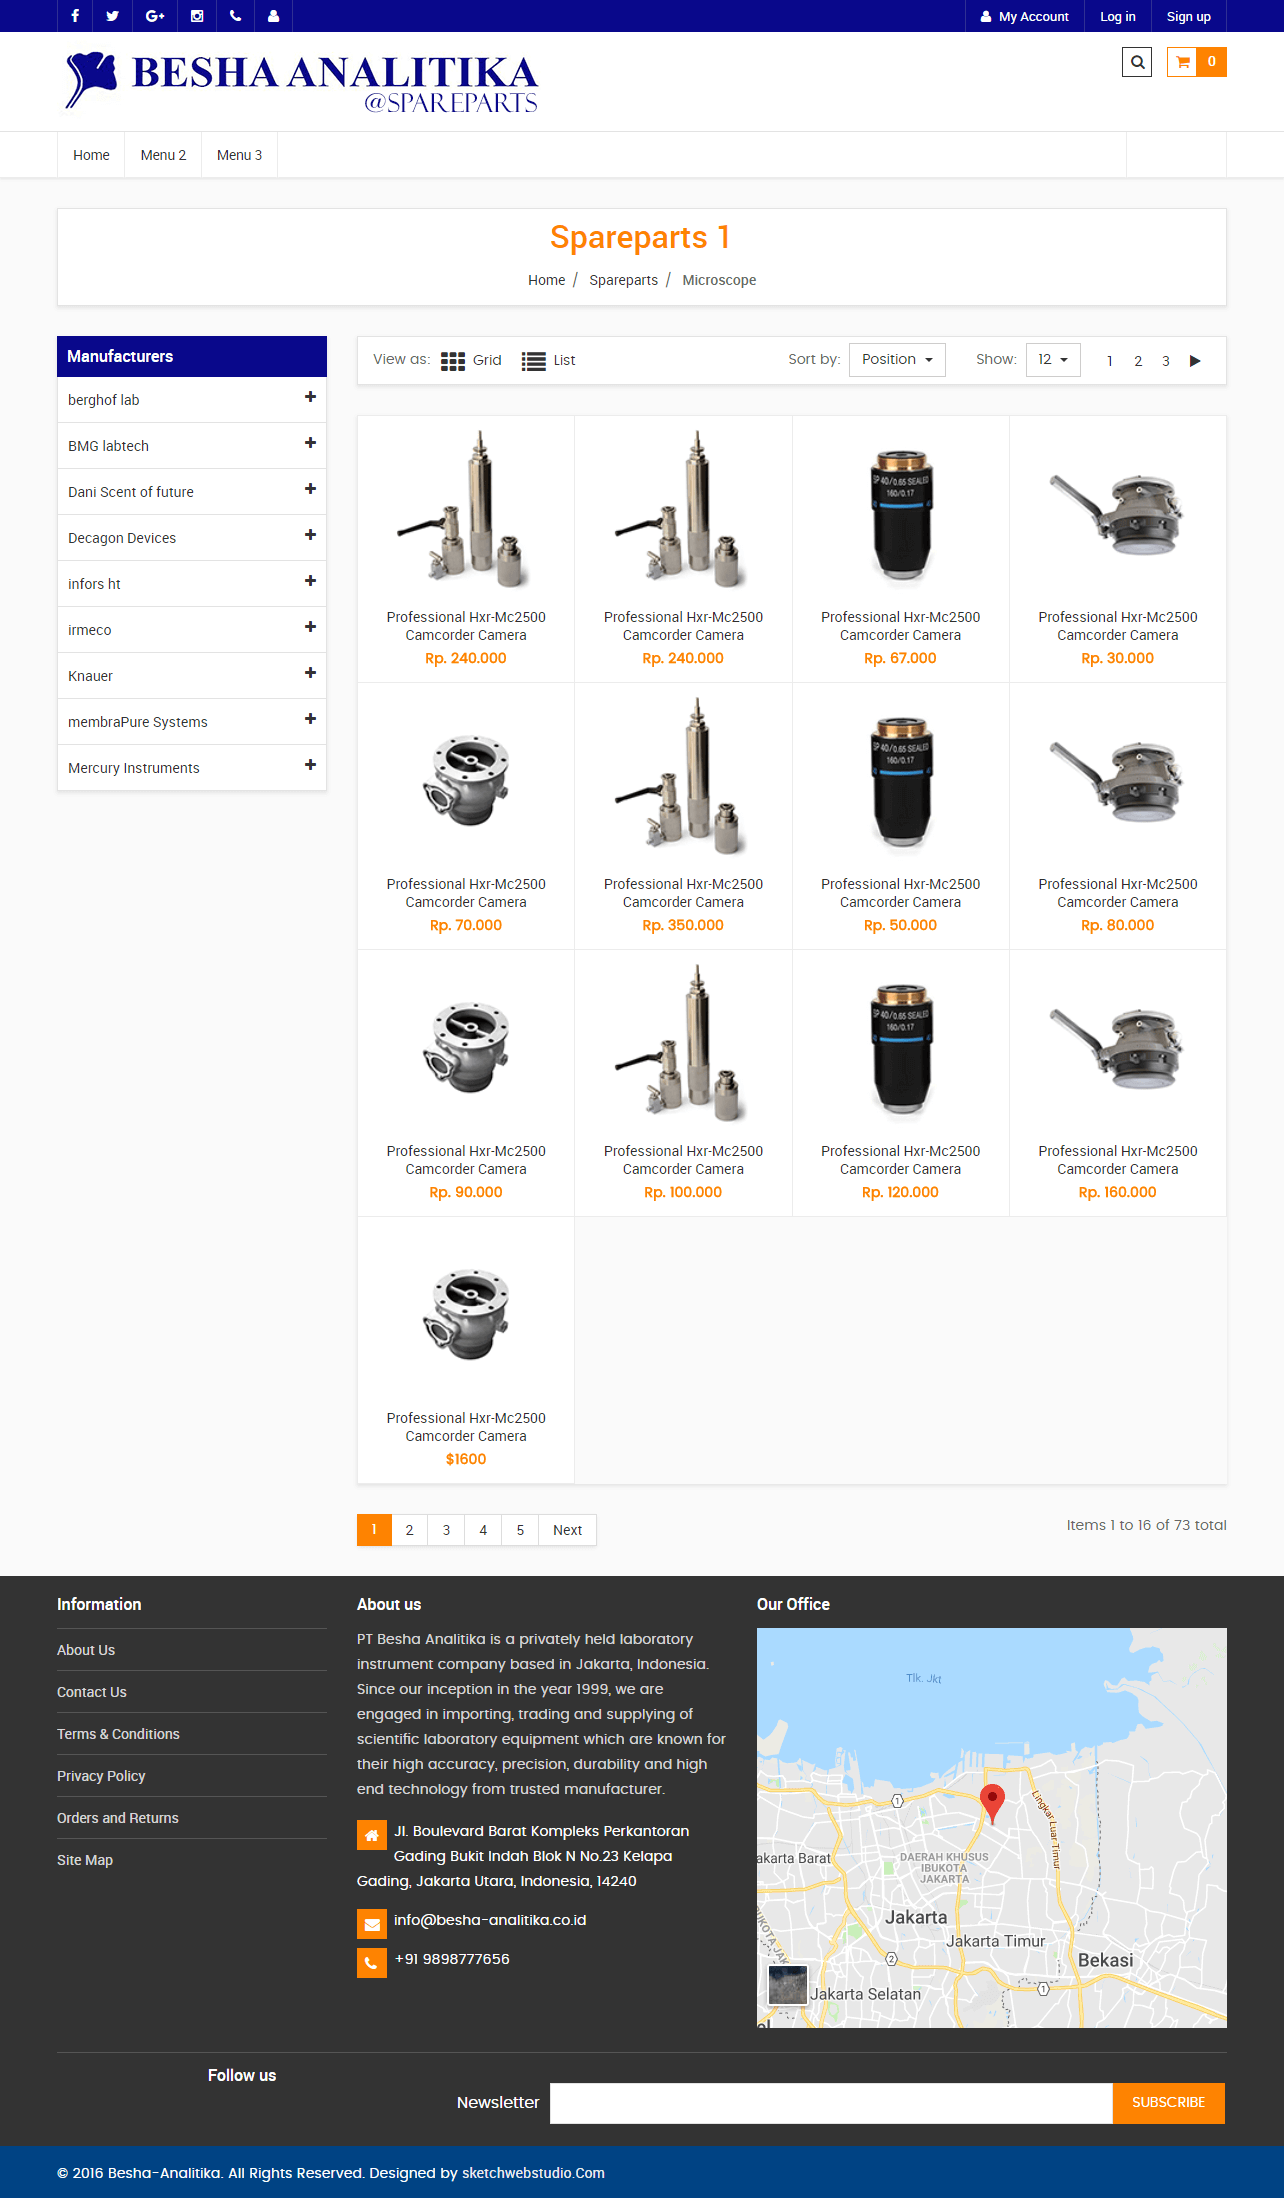 My Account
Log in
Sign up
BESHA ANALITIKA
@SPAREPARTS
0
Home
Menu 2
Menu 3
Spareparts 1
Home / Spareparts / Microscope
Manufacturers
berghof lab
BMG labtech
Dani Scent of future
Decagon Devices
infors ht
irmeco
Knauer
membraPure Systems
Mercury Instruments
View as: Grid List Sort by: Position Show: 12 1 2 3
SP 40/0.65 SEALED
160/0.17
Professional Hxr-Mc2500
Camcorder Camera
Rp. 240.000
Professional Hxr-Mc2500
Camcorder Camera
Rp. 240.000
Professional Hxr-Mc2500
Camcorder Camera
Rp. 67.000
Professional Hxr-Mc2500
Camcorder Camera
Rp. 30.000
SP 40/0.65 SEALED
160/0.17
Professional Hxr-Mc2500
Camcorder Camera
Rp. 70.000
Professional Hxr-Mc2500
Camcorder Camera
Rp. 350.000
Professional Hxr-Mc2500
Camcorder Camera
Rp. 50.000
Professional Hxr-Mc2500
Camcorder Camera
Rp. 80.000
SP 40/0.65 SEALED
160/0.17
Professional Hxr-Mc2500
Camcorder Camera
Rp. 90.000
Professional Hxr-Mc2500
Camcorder Camera
Rp. 100.000
Professional Hxr-Mc2500
Camcorder Camera
Rp. 120.000
Professional Hxr-Mc2500
Camcorder Camera
Rp. 160.000
Professional Hxr-Mc2500
Camcorder Camera
$1600
1 2 3 4 5 Next
Items 1 to 16 of 73 total
Information
About Us
Contact Us
Terms & Conditions
Privacy Policy
Orders and Returns
Site Map
About us
PT Besha Analitika is a privately held laboratory
instrument company based in Jakarta, Indonesia.
Since our inception in the year 1999, we are
engaged in importing, trading and supplying of
scientific laboratory equipment which are known for
their high accuracy, precision, durability and high
end technology from trusted manufacturer.
Jl. Boulevard Barat Kompleks Perkantoran
Gading Bukit Indah Blok N No.23 Kelapa
Gading, Jakarta Utara, Indonesia, 14240
info@besha-analitika.co.id
+91 9898777656
Our Office
Tlk. Jkt
1
Lingkar Luar Timur
akarta Barat
DAERAH KHUSUS
IBUKOTA
JAKARTA
Jakarta
Jakarta Timur
2
Bekasi
1
Jakarta Selatan
Follow us
Newsletter
SUBSCRIBE
© 2016 Besha-Analitika. All Rights Reserved. Designed by sketchwebstudio.Com